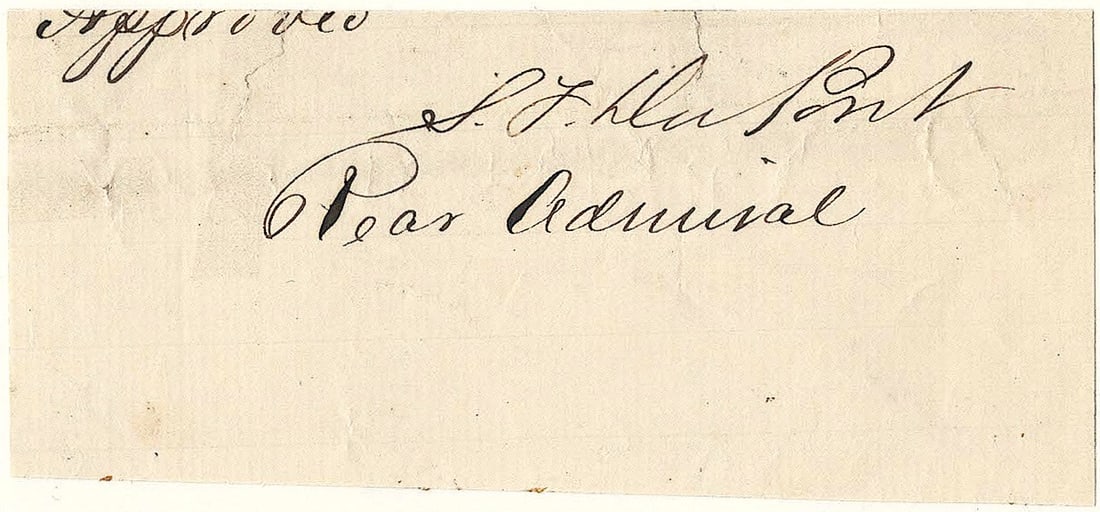 Approved
S. F. Du Pont
Rear Admiral